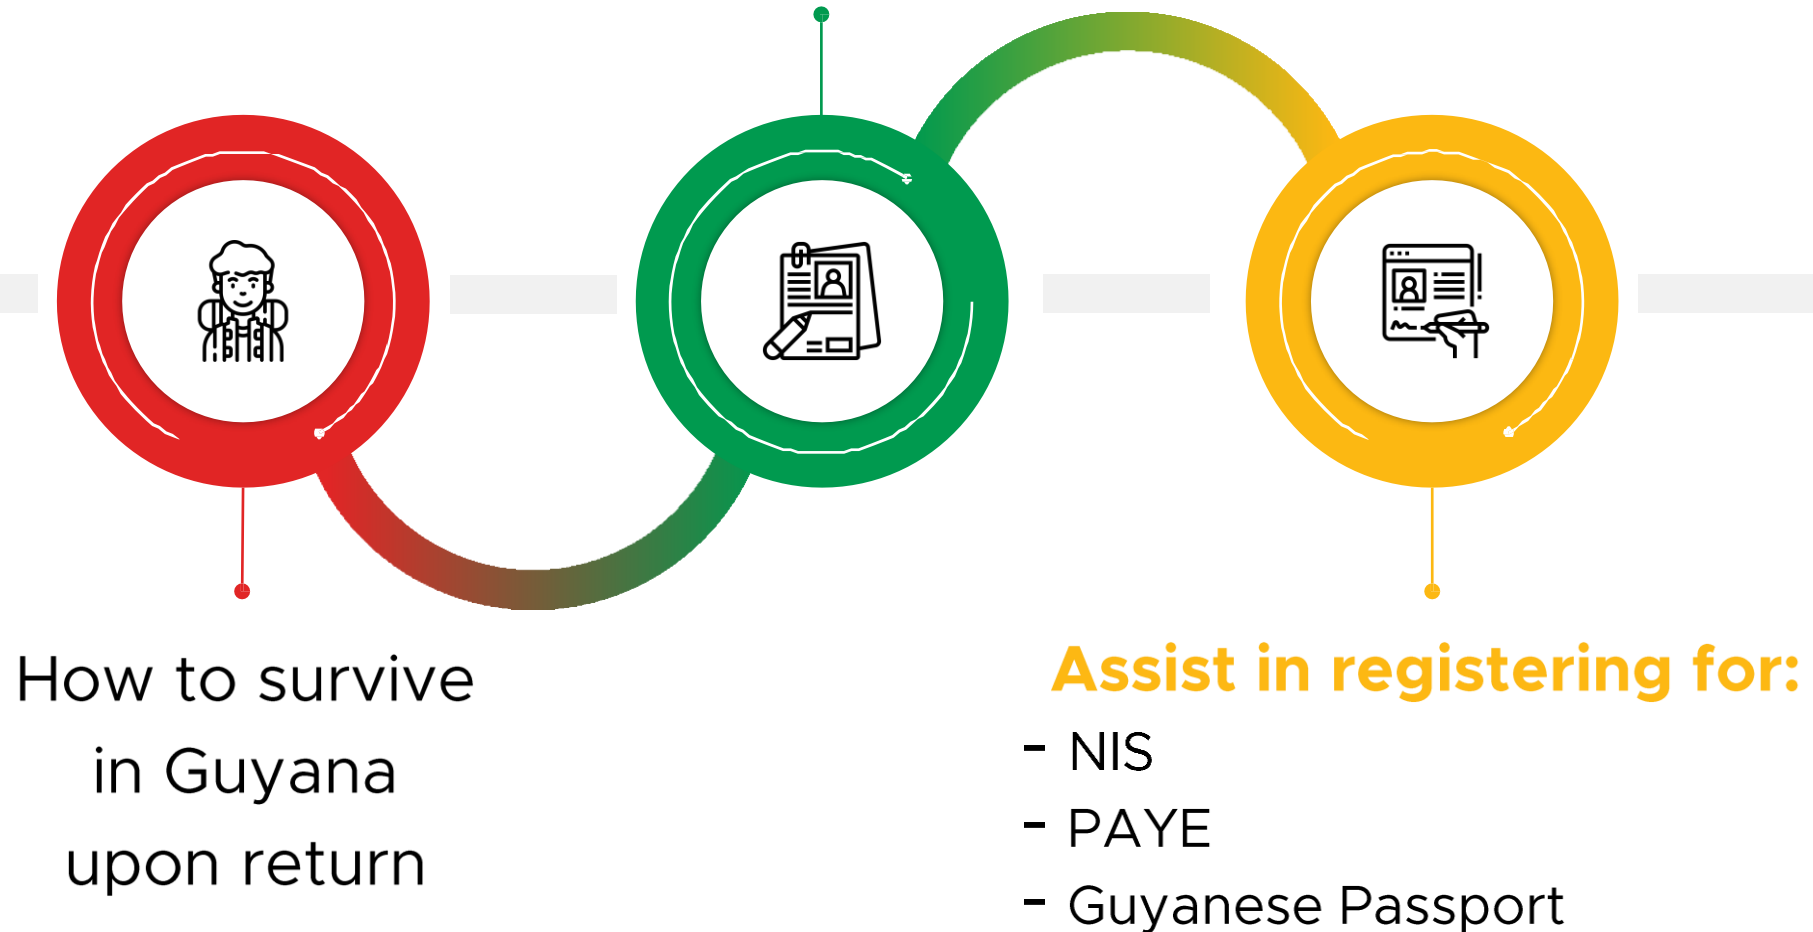 How to survive
in Guyana
upon return
Assist in registering for:
- NIS
- PAYE
- Guyanese Passport